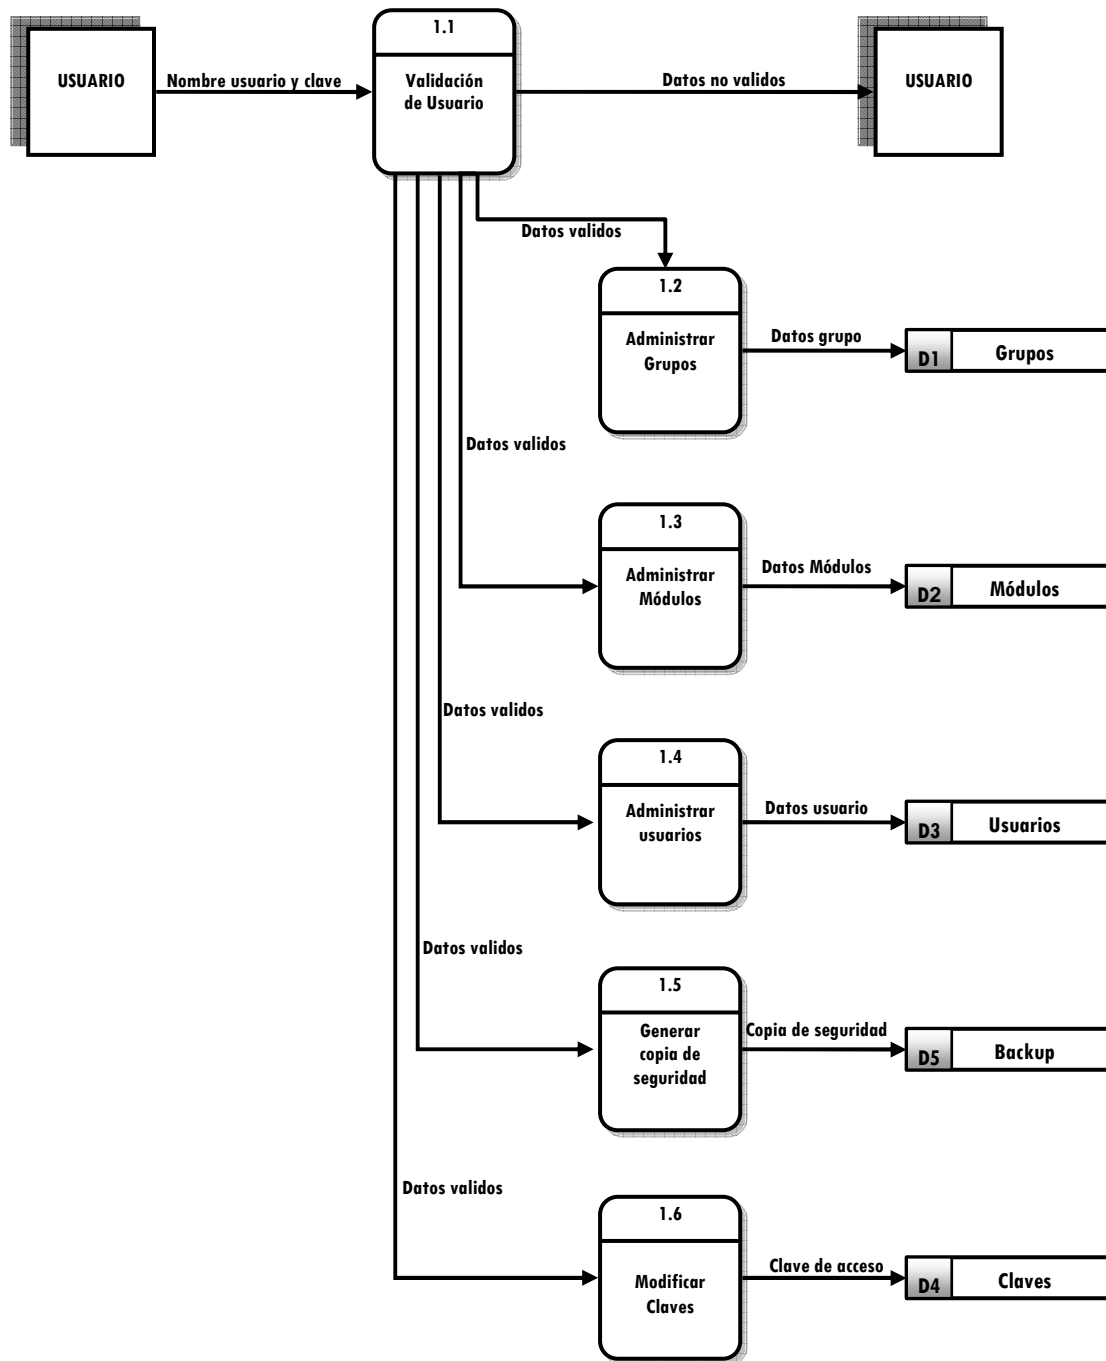 1.1
USUARIO
Nombre usuario y clave
Validación
de Usuario
Datos no validos
USUARIO
Datos validos
1.2
Administrar
Grupos
Datos grupo
D1
Grupos
Datos validos
1.3
Administrar
Módulos
Datos Módulos
D2
Módulos
Datos validos
1.4
Administrar
usuarios
Datos usuario
D3
Usuarios
Datos validos
1.5
Generar
copia de
seguridad
Copia de seguridad
D5
Backup
Datos validos
1.6
Modificar
Claves
Clave de acceso
D4
Claves